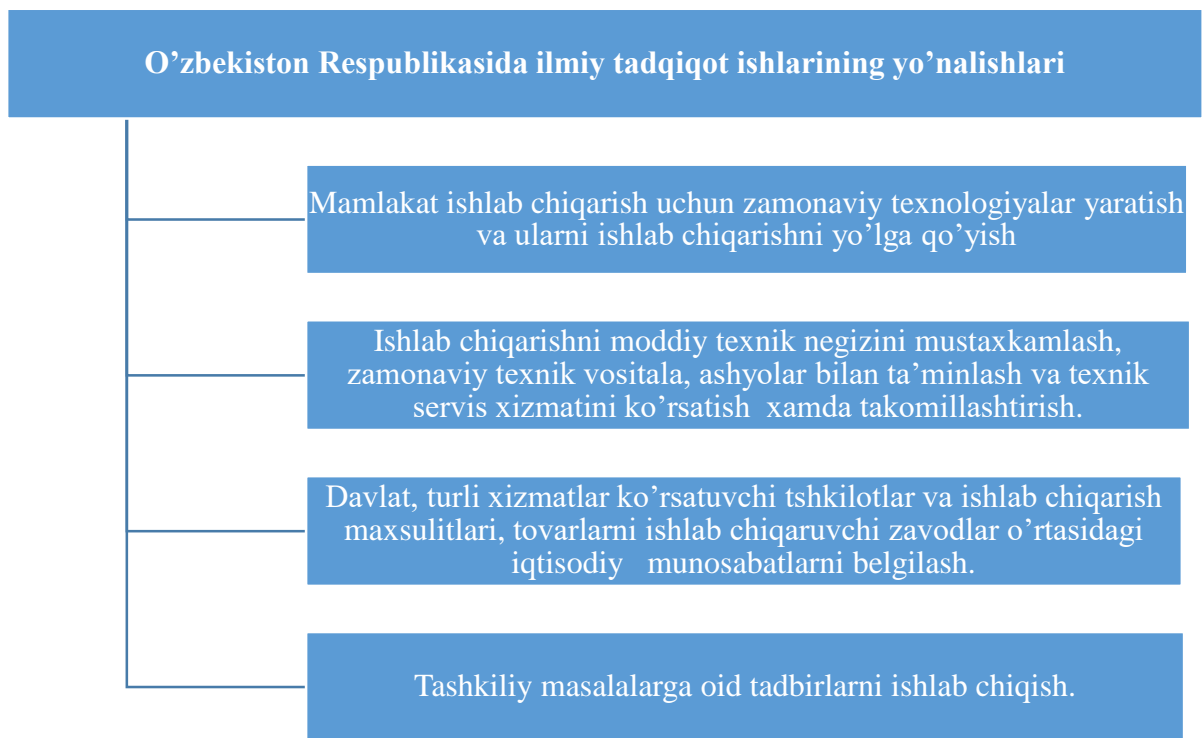 O’zbekiston Respublikasida ilmiy tadqiqot ishlarining yo’nalishlari
Mamlakat ishlab chiqarish uchun zamonaviy texnologiyalar yaratish
va ularni ishlab chiqarishni yo’lga qo’yish
Ishlab chiqarishni moddiy texnik negizini mustaxkamlash,
zamonaviy texnik vositala, ashyolar bilan ta’minlash va texnik
servis xizmatini ko’rsatish xamda takomillashtirish.
Davlat, turli xizmatlar ko’rsatuvchi tshkilotlar va ishlab chiqarish
maxsulitlari, tovarlarni ishlab chiqaruvchi zavodlar o’rtasidagi
iqtisodiy munosabatlarni belgilash.
Tashkiliy masalalarga oid tadbirlarni ishlab chiqish.